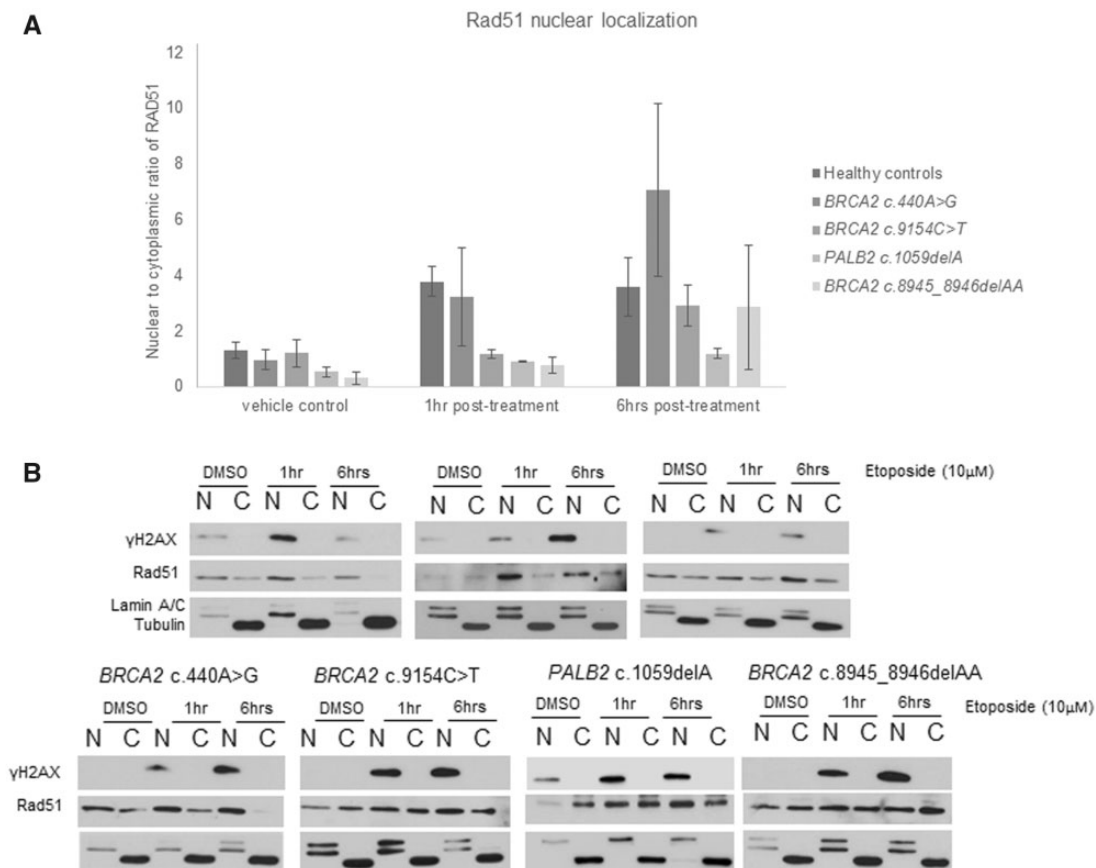 A
Rad51 nuclear localization
Nuclear to cytoplasmic ratio of RAD51
12
10
8
6
4
2
0
vehicle control 1hr post-treatment 6hrs post-treatment
Healthy controls
BRCA2 c.440A>G
BRCA2 c.9154C>T
PALB2 c.1059delA
BRCA2 c.8945_8946delAA
B
DMSO 1hr 6hrs DMSO 1hr 6hrs DMSO 1hr 6hrs Etoposide (10μM)
N C N C N C N C N C N C N C N C N C
γH2AX
Rad51
Lamin A/C
Tubulin
BRCA2 c.440A>G BRCA2 c.9154C>T PALB2 c.1059delA BRCA2 c.8945_8946delAA
DMSO 1hr 6hrs DMSO 1hr 6hrs DMSO 1hr 6hrs DMSO 1hr 6hrs Etoposide (10μM)
N C N C N C N C N C N C N C N C N C N C N C N C
γH2AX
Rad51